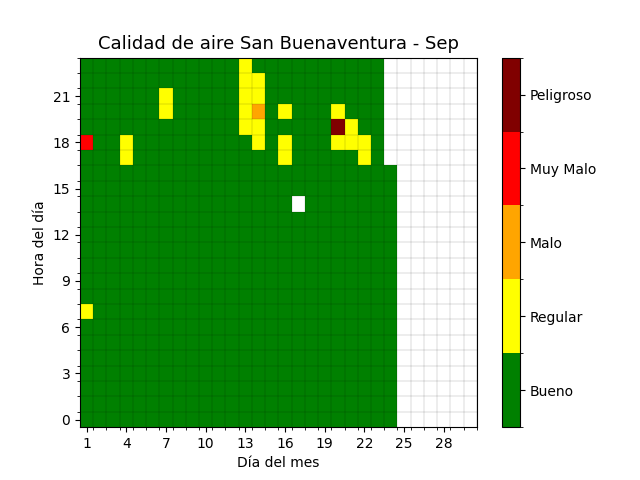 Calidad de aire San Buenaventura - Sep
Hora del día
21
18
15
12
9
6
3
0
1 4 7 10 13 16 19 22 25 28
Día del mes
Peligroso
Muy Malo
Malo
Regular
Bueno